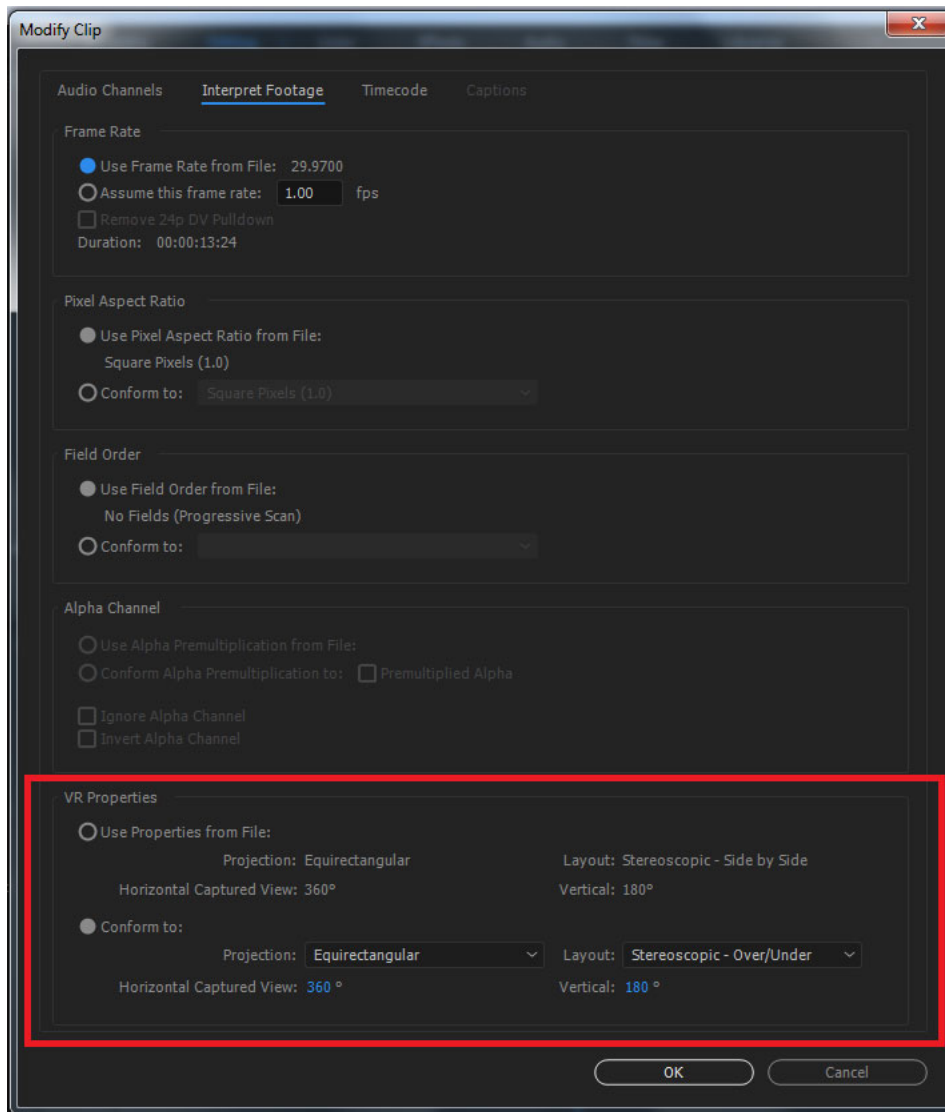 Modify Clip
Audio Channels Interpret Footage Timecode Captions
Frame Rate
Use Frame Rate from File: 29.9700
Assume this frame rate: 1.00 fps
Remove 24p DV Pulldown
Duration: 00:00:13:24
Pixel Aspect Ratio
Use Pixel Aspect Ratio from File:
Square Pixels (1.0)
Conform to: Square Pixels (1.0)
Field Order
Use Field Order from File:
No Fields (Progressive Scan)
Conform to:
Alpha Channel
Use Alpha Premultiplication from File:
Conform Alpha Premultiplication to: Premultiplied Alpha
Ignore Alpha Channel
Invert Alpha Channel
VR Properties
Use Properties from File:
Projection: Equirectangular Layout: Stereoscopic - Side by Side
Horizontal Captured View: 360° Vertical: 180°
Conform to:
Projection: Equirectangular Layout: Stereoscopic - Over/Under
Horizontal Captured View: 360 ° Vertical: 180 °
OK Cancel